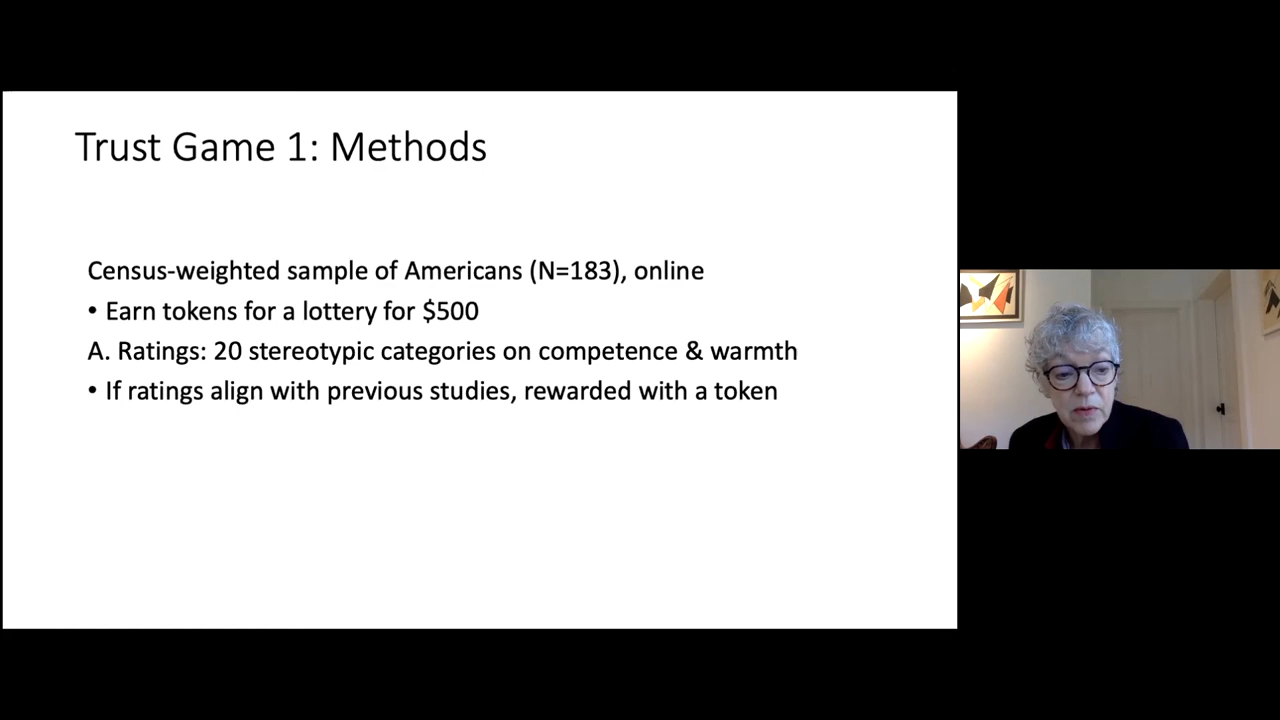 Trust Game 1: Methods
Census-weighted sample of Americans (N=183), online
• Earn tokens for a lottery for $500
A. Ratings: 20 stereotypic categories on competence & warmth
• If ratings align with previous studies, rewarded with a token